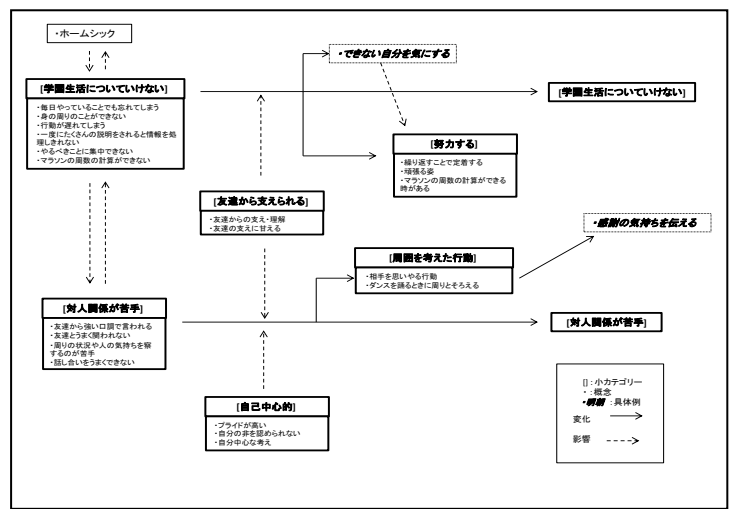 ・ホームシック
・できない自分を気にする
[学園生活についていけない]
・毎日やっていることでも忘れてしまう
・身の周りのことができない
・行動が遅れてしまう
・一度にたくさんの説明をされると情報を処
理しきれない
・やるべきことに集中できない
・マラソンの周数の計算ができない
[学園生活についていけない]
[努力する]
・繰り返すことで定着する
・頑張る姿
・マラソンの周数の計算ができる
時がある
[友達から支えられる]
・友達からの支え・理解
・友達の支えに甘える
・感謝の気持ちを伝える
[周囲を考えた行動]
・相手を思いやる行動
・ダンスを踊るときに周りとそろえる
[対人関係が苦手]
・友達から強い口調で言われる
・友達とうまく関われない
・周りの状況や人の気持ちを察
するのが苦手
・話し合いをうまくできない
[対人関係が苦手]
[自己中心的]
・プライドが高い
・自分の非を認められない
・自分中心な考え
[]：小カテゴリー
・：概念
・明朝：具体例
変化
影響